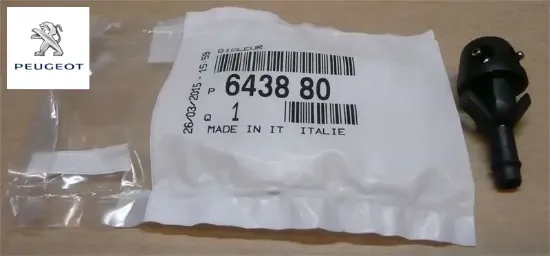 PEUGEOT
GICLEUR
26/03/2015 - 15:59
P 6438 80
Q 1
MADE IN IT ITALIE